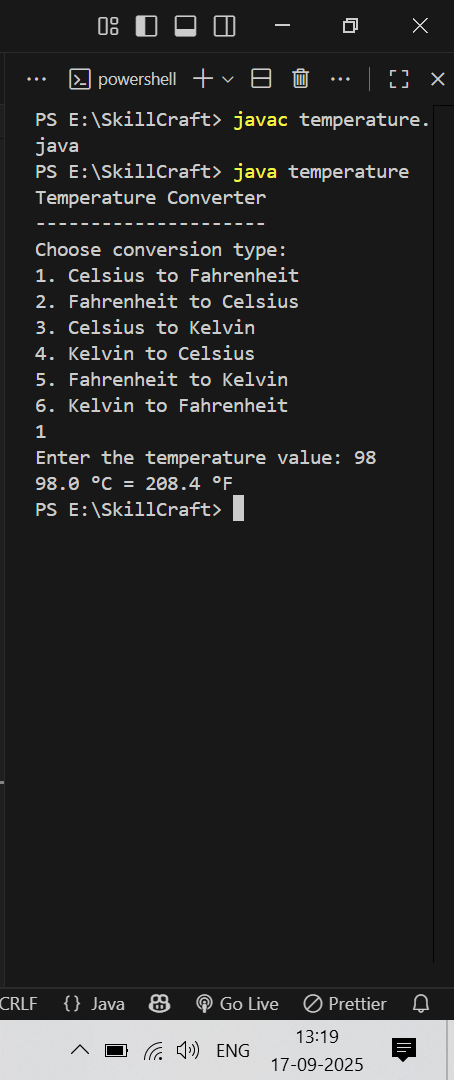 powershell
PS E:\SkillCraft> javac temperature.
java
PS E:\SkillCraft> java temperature
Temperature Converter
---------------------
Choose conversion type:
1. Celsius to Fahrenheit
2. Fahrenheit to Celsius
3. Celsius to Kelvin
4. Kelvin to Celsius
5. Fahrenheit to Kelvin
6. Kelvin to Fahrenheit
1
Enter the temperature value: 98
98.0 °C = 208.4 °F
PS E:\SkillCraft>
CRLF {} Java Go Live Prettier
ENG 13:19
17-09-2025